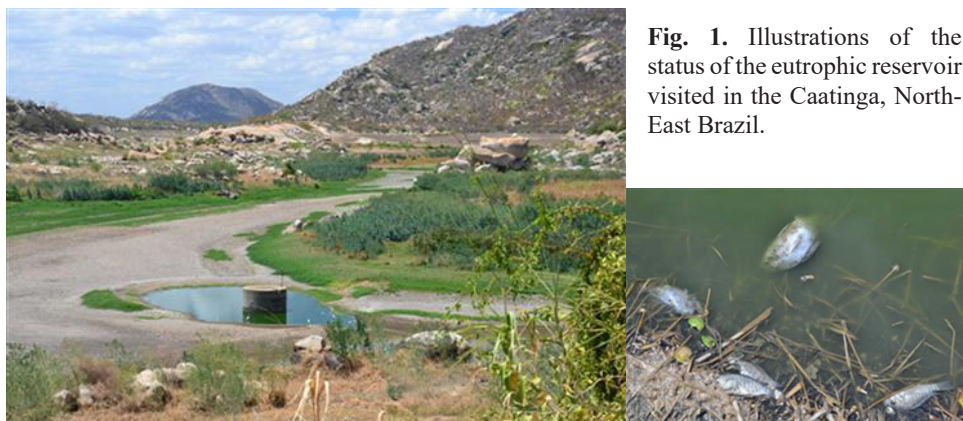 Fig. 1. Illustrations of the
status of the eutrophic reservoir
visited in the Caatinga, North-
East Brazil.